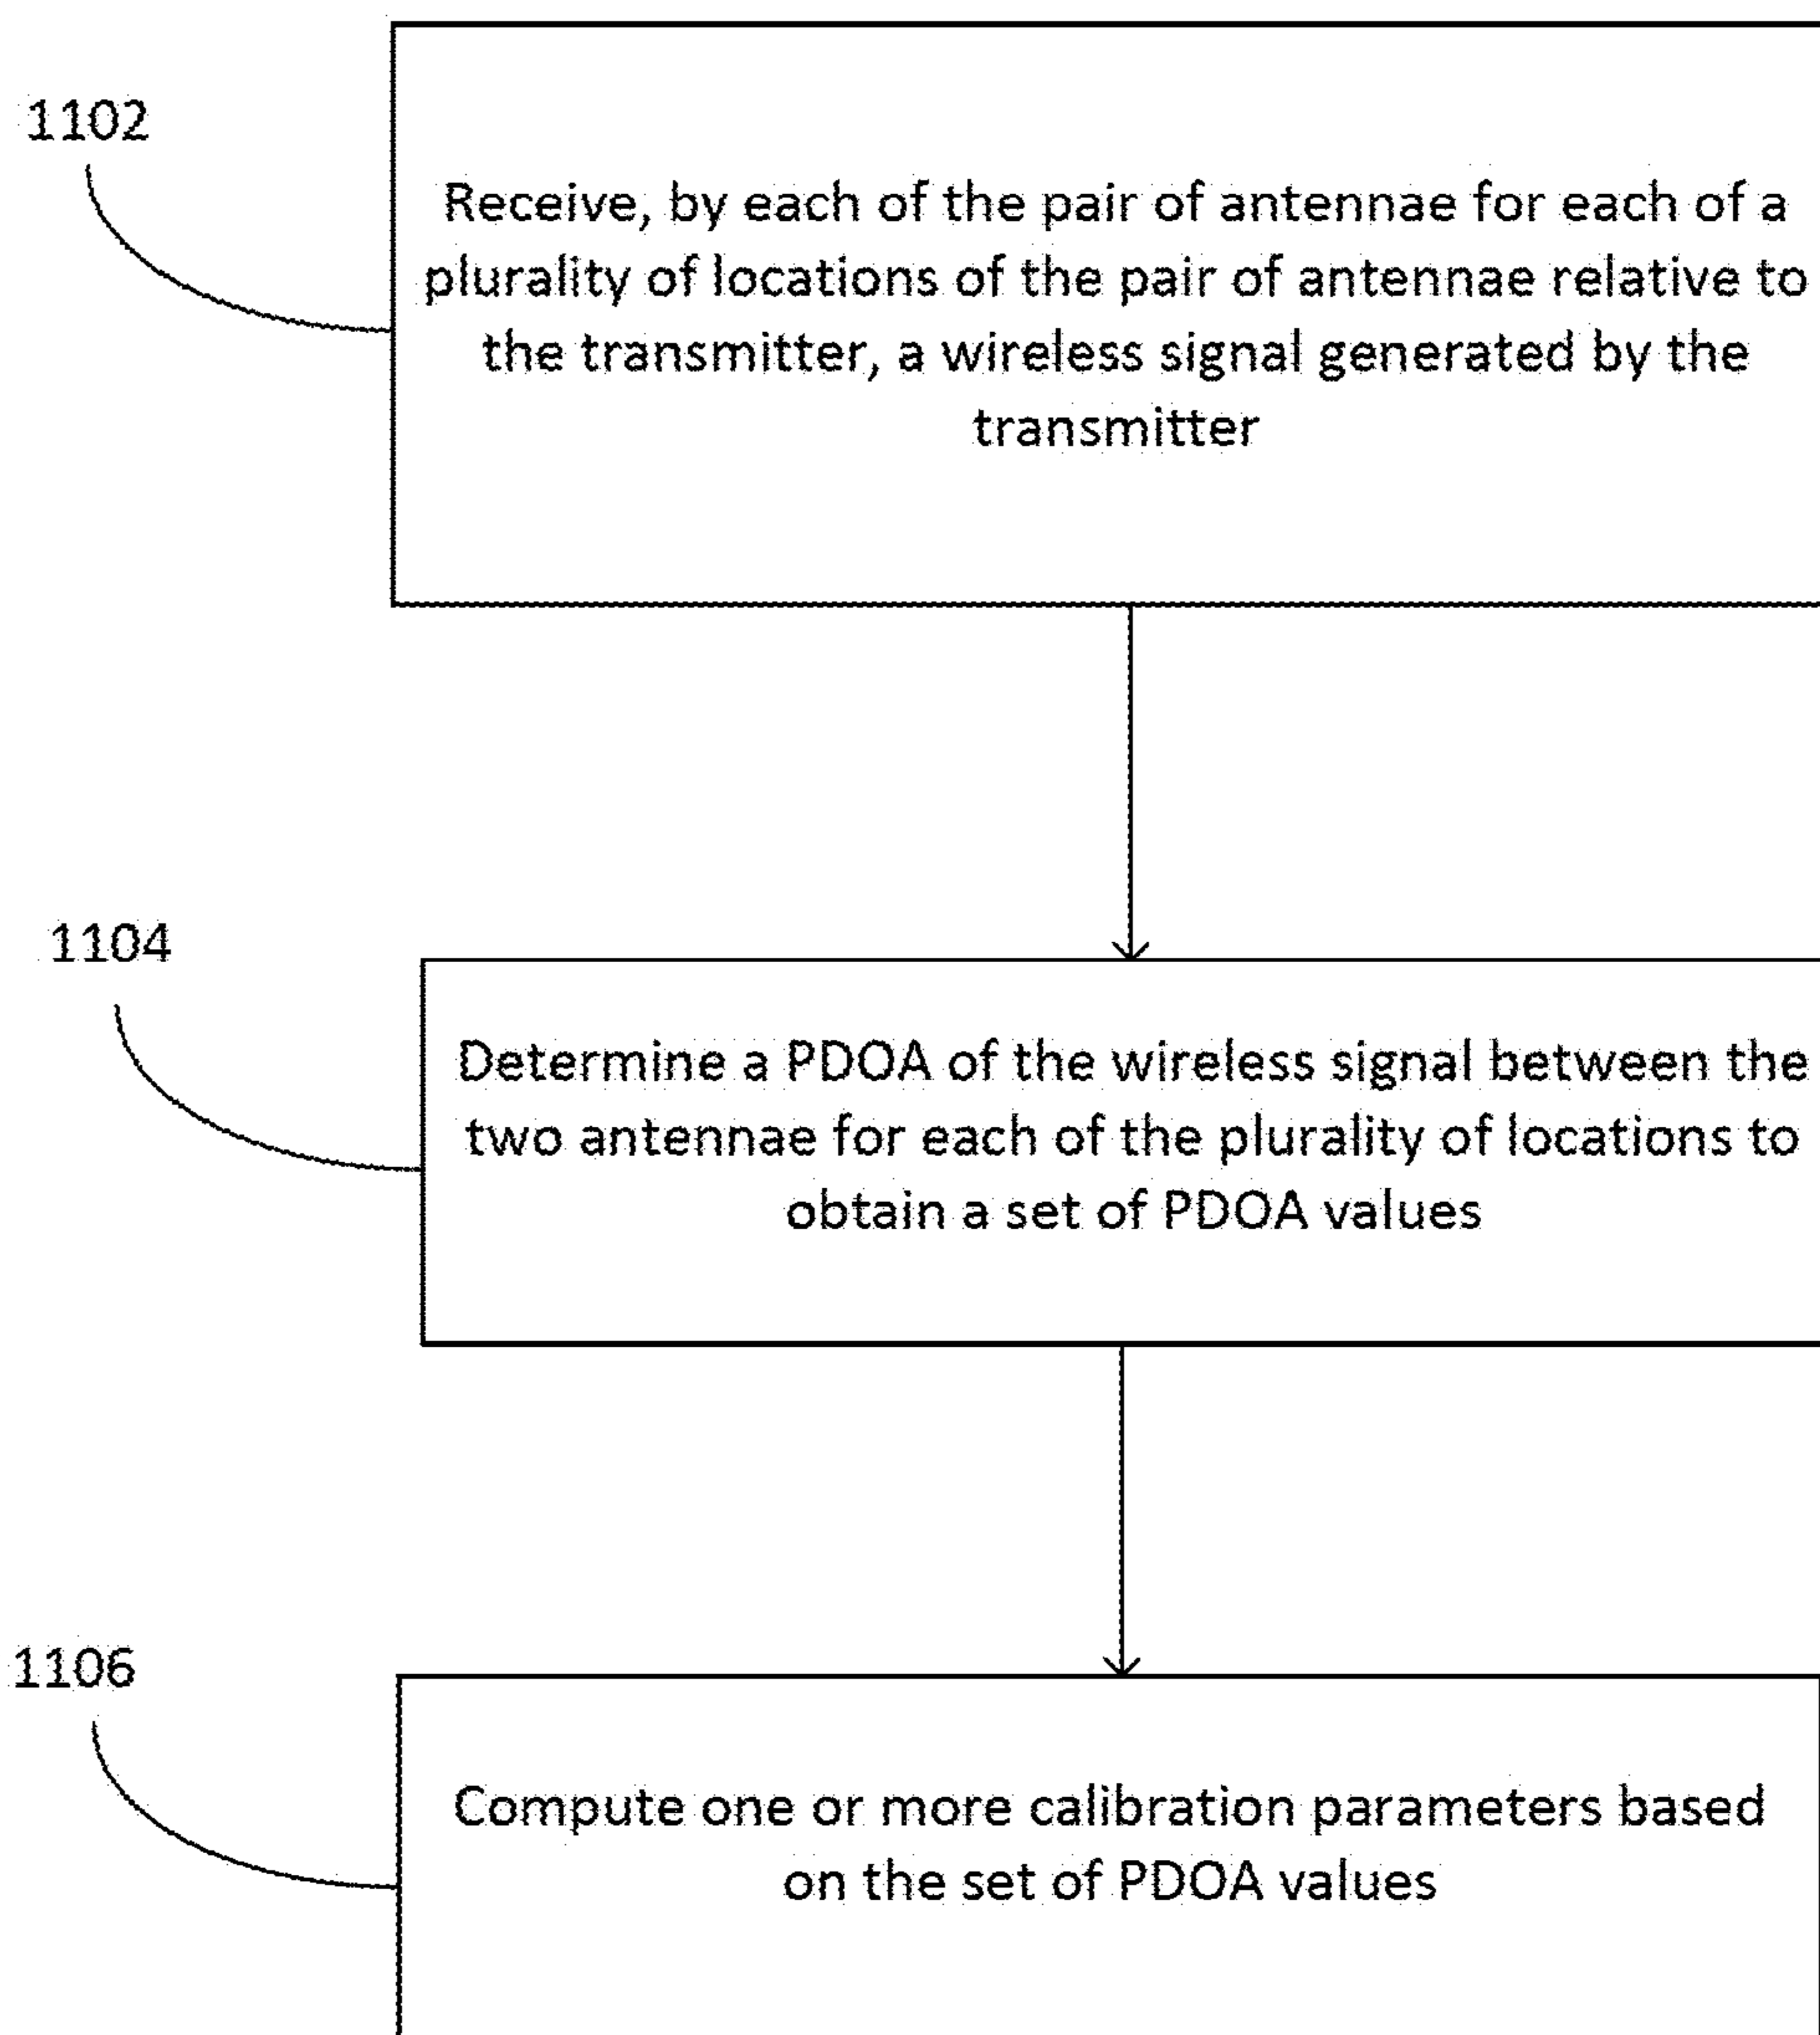 1102
Receive, by each of the pair of antennae for each of a
plurality of locations of the pair of antennae relative to
the transmitter, a wireless signal generated by the
transmitter
1104
Determine a PDOA of the wireless signal between the
two antennae for each of the plurality of locations to
obtain a set of PDOA values
1106
Compute one or more calibration parameters based
on the set of PDOA values